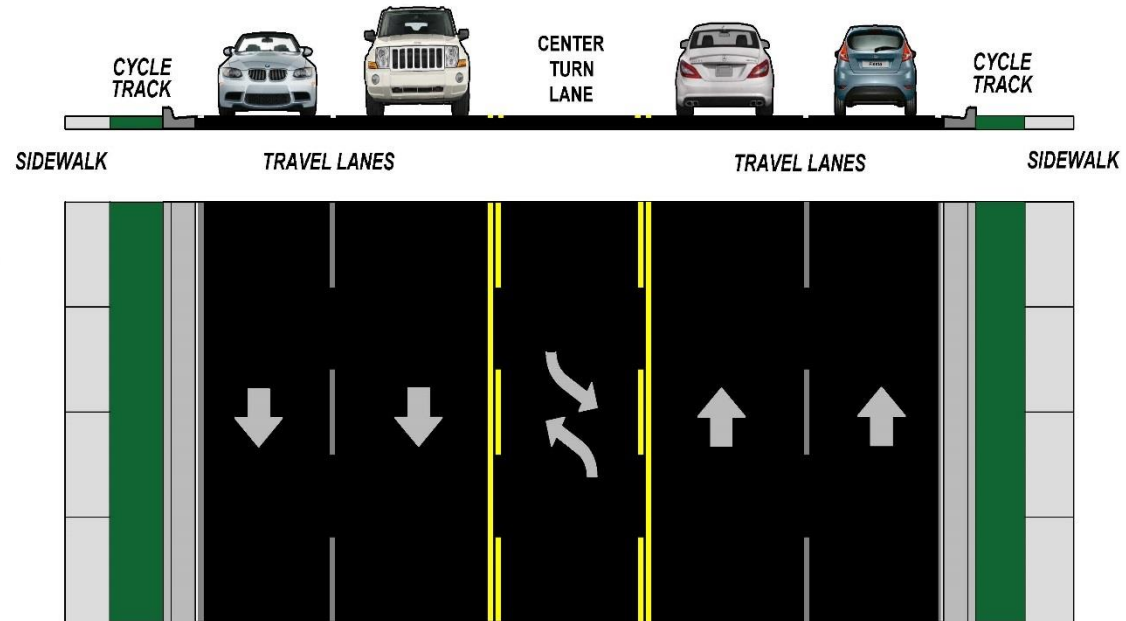 CYCLE
TRACK
CENTER
TURN
LANE
CYCLE
TRACK
SIDEWALK
TRAVEL LANES
TRAVEL LANES
SIDEWALK